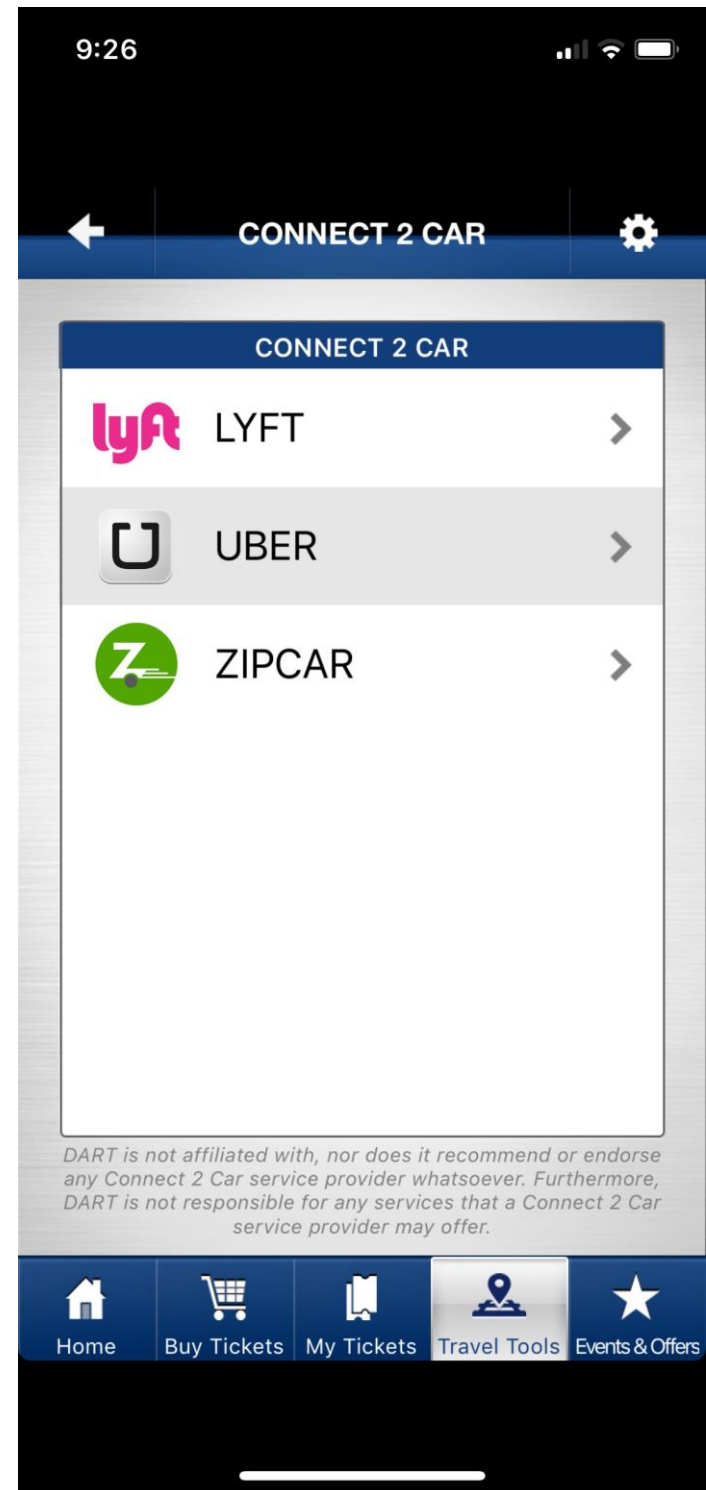 9:26
CONNECT 2 CAR
CONNECT 2 CAR
lyft LYFT
UBER
Z ZIPCAR
DART is not affiliated with, nor does it recommend or endorse
any Connect 2 Car service provider whatsoever. Furthermore,
DART is not responsible for any services that a Connect 2 Car
service provider may offer.
Home Buy Tickets My Tickets Travel Tools Events & Offers